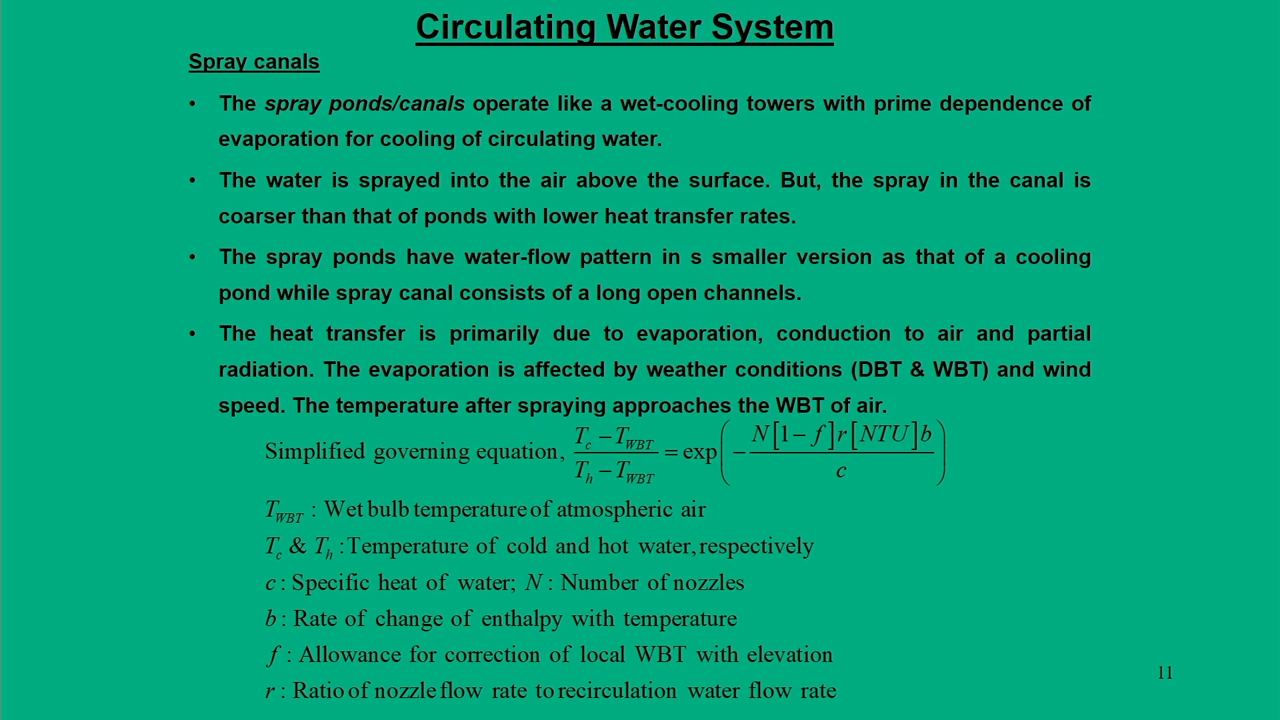 Circulating Water System
Spray canals
• The spray ponds/canals operate like a wet-cooling towers with prime dependence of
evaporation for cooling of circulating water.
• The water is sprayed into the air above the surface. But, the spray in the canal is
coarser than that of ponds with lower heat transfer rates.
• The spray ponds have water-flow pattern in s smaller version as that of a cooling
pond while spray canal consists of a long open channels.
• The heat transfer is primarily due to evaporation, conduction to air and partial
radiation. The evaporation is affected by weather conditions (DBT & WBT) and wind
speed. The temperature after spraying approaches the WBT of air.
Simplified governing equation, (T_c − T_WBT)/(T_h − T_WBT) = exp(−N[1− f]r[NTU]b/c)
T_WBT : Wet bulb temperature of atmospheric air
T_c & T_h : Temperature of cold and hot water, respectively
c : Specific heat of water; N : Number of nozzles
b : Rate of change of enthalpy with temperature
f : Allowance for correction of local WBT with elevation
r : Ratio of nozzle flow rate to recirculation water flow rate
11